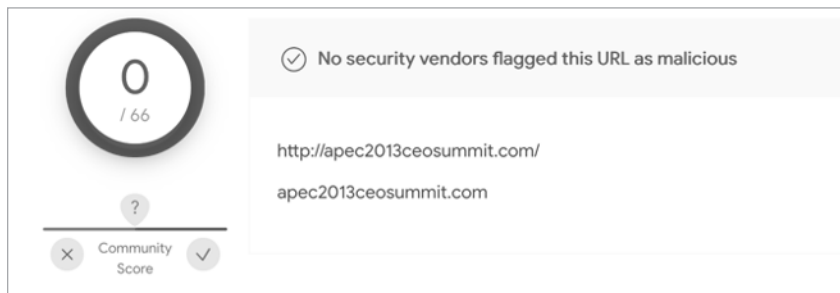 0
/ 66
?
Community
Score
No security vendors flagged this URL as malicious
http://apec2013ceosummit.com/
apec2013ceosummit.com